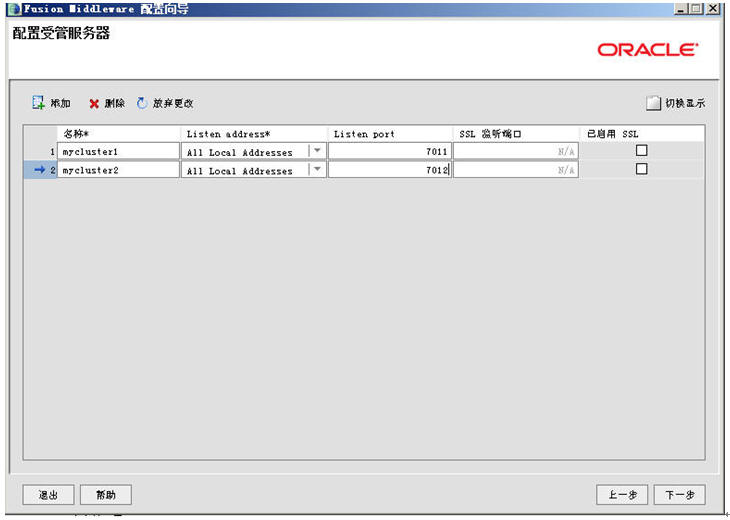 Fusion Middleware 配置向导
配置受管服务器
ORACLE
添加 删除 放弃更改 切换显示
名称* Listen address* Listen port SSL 监听端口 已启用 SSL
1 mycluster1 All Local Addresses 7011 N/A
2 mycluster2 All Local Addresses 7012 N/A
退出 帮助 上一步 下一步